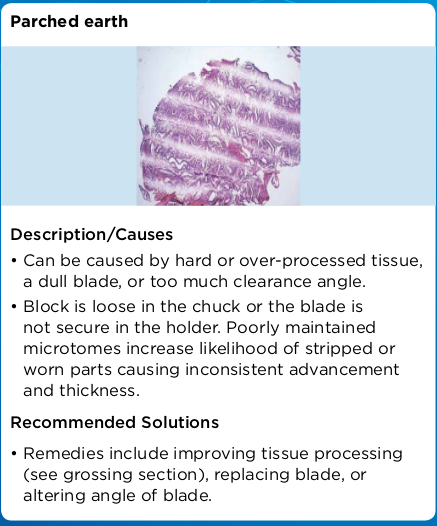 Parched earth
Description/Causes
• Can be caused by hard or over-processed tissue,
a dull blade, or too much clearance angle.
• Block is loose in the chuck or the blade is
not secure in the holder. Poorly maintained
microtomes increase likelihood of stripped or
worn parts causing inconsistent advancement
and thickness.
Recommended Solutions
• Remedies include improving tissue processing
(see grossing section), replacing blade, or
altering angle of blade.